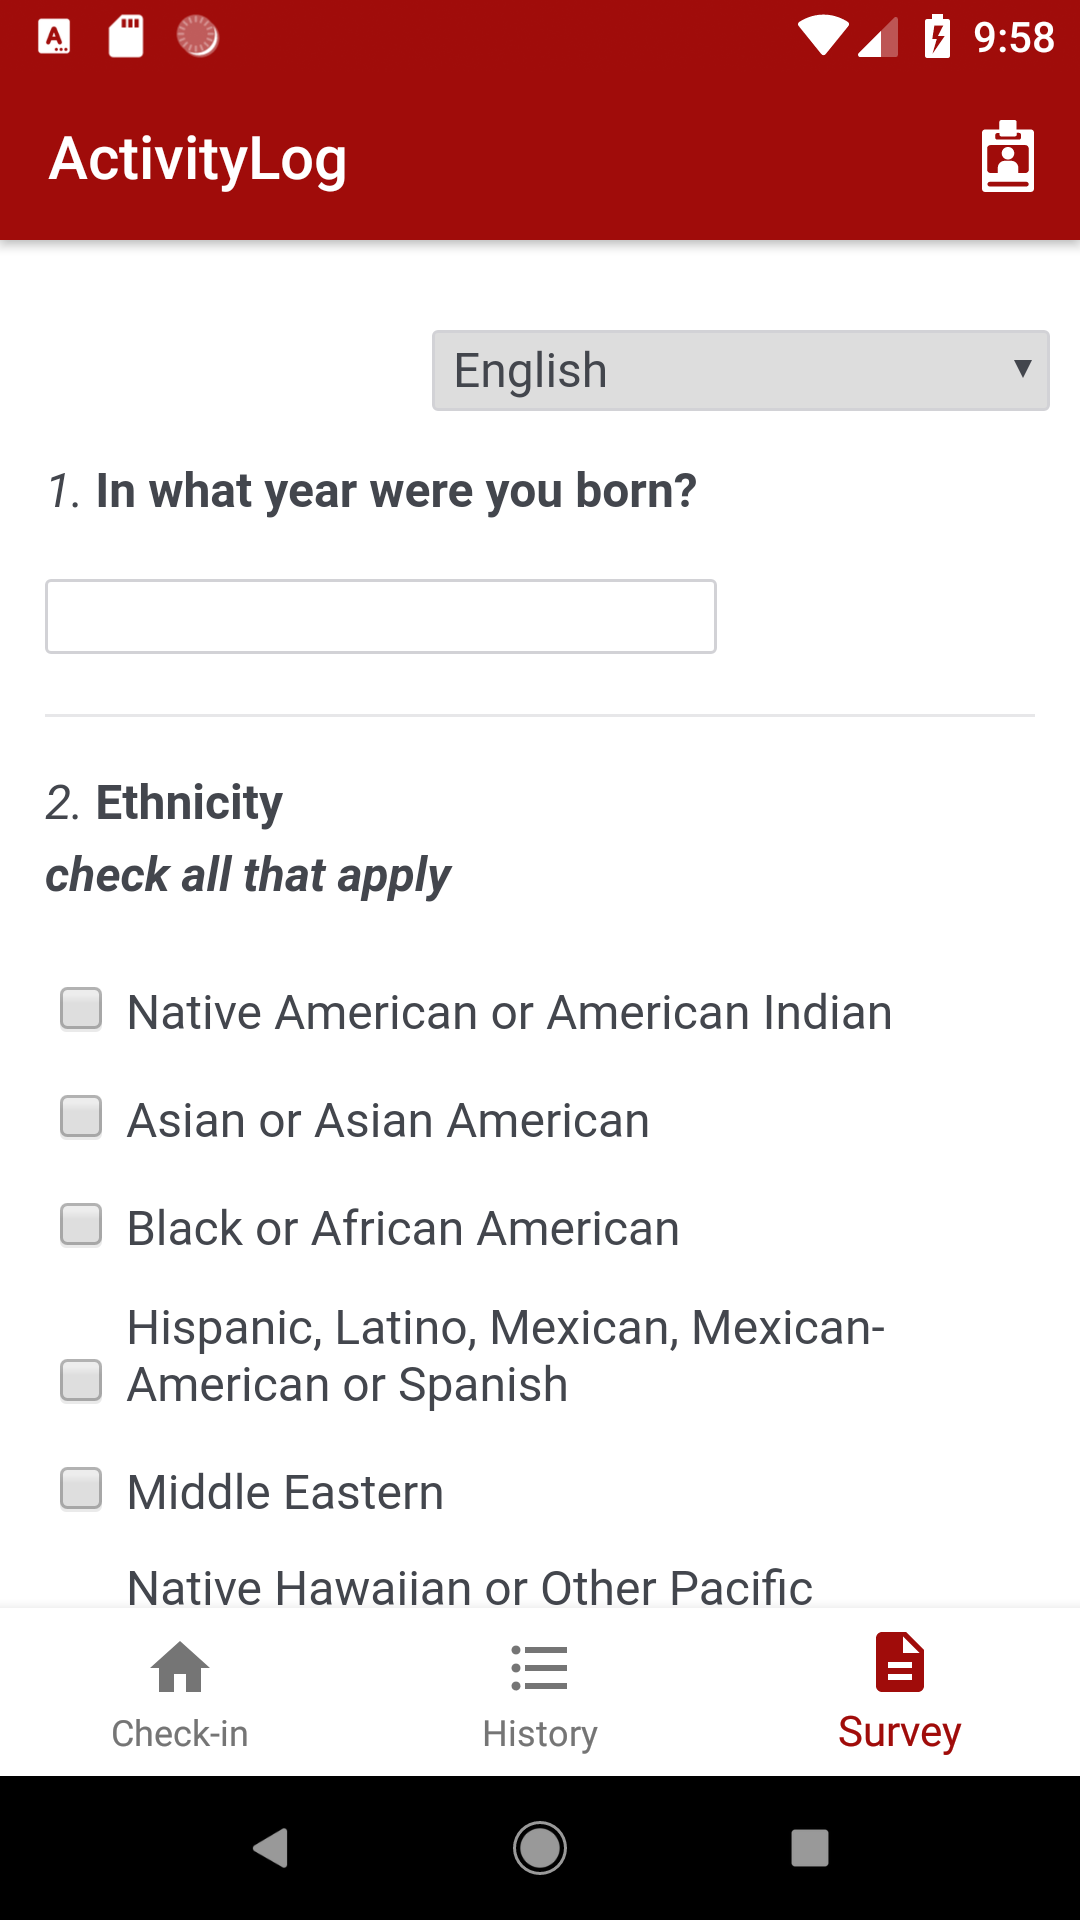 9:58
ActivityLog
English
1. In what year were you born?
2. Ethnicity
check all that apply
Native American or American Indian
Asian or Asian American
Black or African American
Hispanic, Latino, Mexican, Mexican-
American or Spanish
Middle Eastern
Native Hawaiian or Other Pacific
Check-in
History
Survey